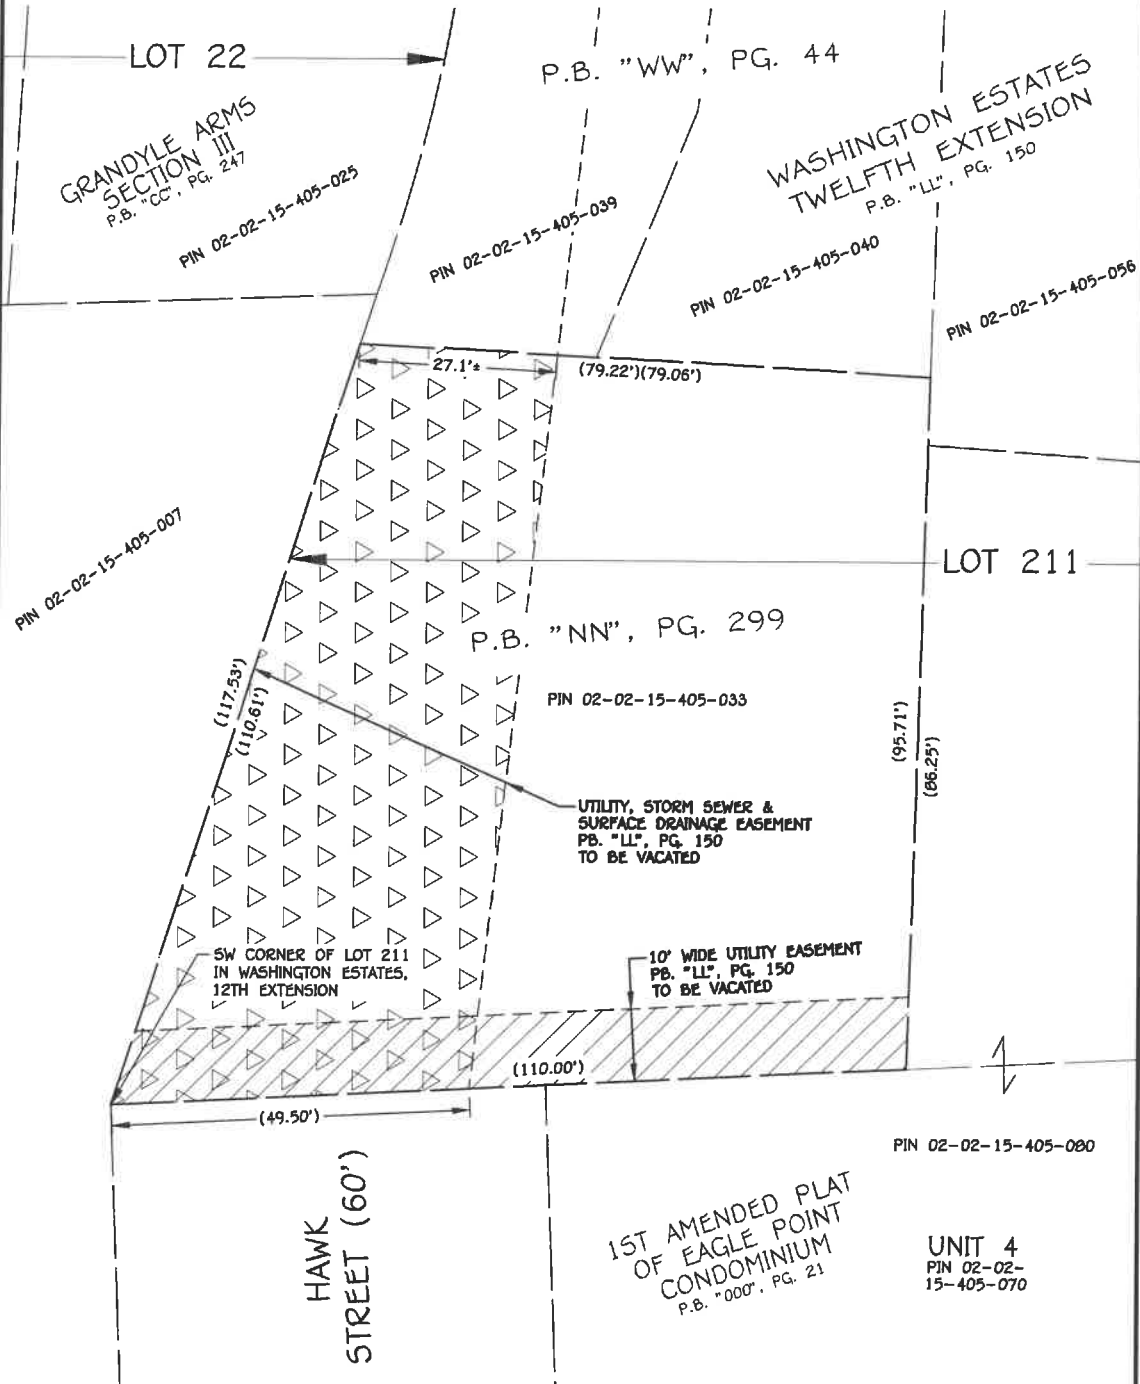 LOT 22
P.B. "WW", PG. 44
GRANDYLE ARMS
SECTION III
P.B. "CC", PG. 247
WASHINGTON ESTATES
TWELFTH EXTENSION
P.B. "LL", PG. 150
PIN 02-02-15-405-025
PIN 02-02-15-405-039
PIN 02-02-15-405-040
PIN 02-02-15-405-056
27.1'±
(79.22')(79.06')
PIN 02-02-15-405-007
LOT 211
P.B. "NN", PG. 299
PIN 02-02-15-405-033
(117.53')
(110.61')
(95.71')
(86.25')
UTILITY, STORM SEWER &
SURFACE DRAINAGE EASEMENT
PB. "LL", PG. 150
TO BE VACATED
SW CORNER OF LOT 211
IN WASHINGTON ESTATES,
12TH EXTENSION
10' WIDE UTILITY EASEMENT
PB. "LL", PG. 150
TO BE VACATED
(110.00')
(49.50')
PIN 02-02-15-405-080
HAWK
STREET (60')
1ST AMENDED PLAT
OF EAGLE POINT
CONDOMINIUM
P.B. "OOO", PG. 21
UNIT 4
PIN 02-02-
15-405-070